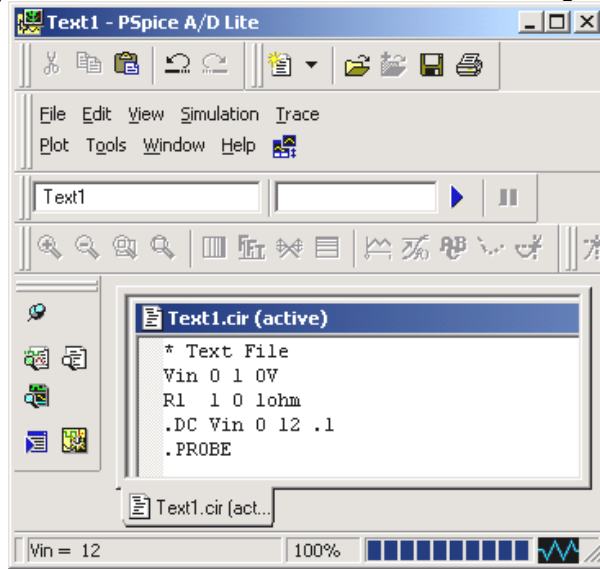 Text1 - PSpice A/D Lite
File Edit View Simulation Trace
Plot Tools Window Help
Text1
FFT
Text1.cir (active)
* Text File
Vin 0 1 0V
R1 1 0 1ohm
.DC Vin 0 12 .1
.PROBE
Text1.cir (act...
Vin = 12 100%